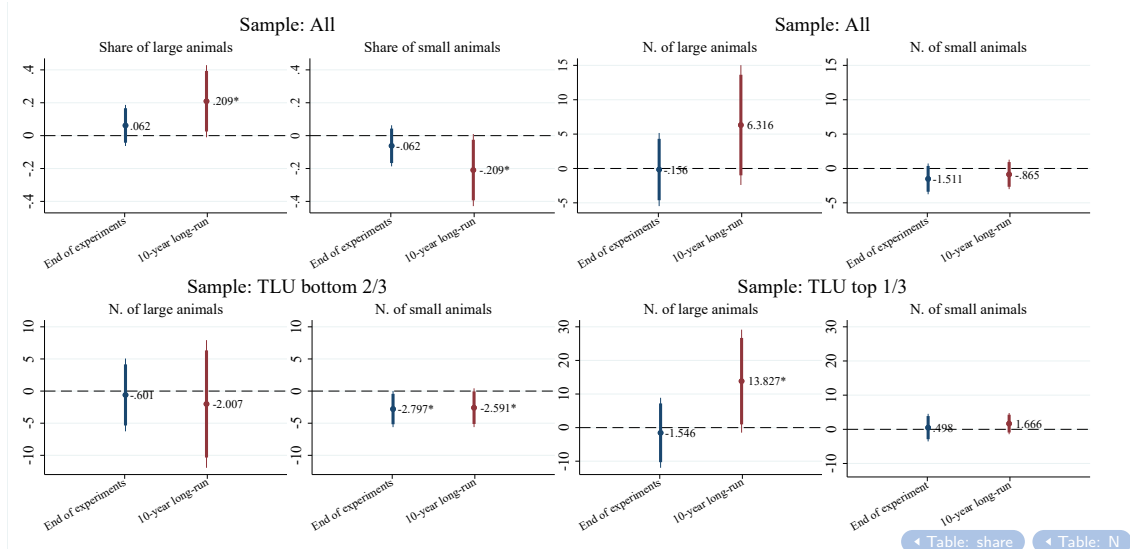 Sample: All
Sample: All
Share of large animals
Share of small animals
N. of large animals
N. of small animals
.4
.2
0
-.2
-.4
.062
.209*
End of experiments
10-year long-run
.4
.2
0
-.2
-.4
-.062
-.209*
End of experiments
10-year long-run
15
10
5
0
-5
-.156
6.316
End of experiments
10-year long-run
15
10
5
0
-5
-1.511
-.865
End of experiments
10-year long-run
Sample: TLU bottom 2/3
Sample: TLU top 1/3
N. of large animals
N. of small animals
N. of large animals
N. of small animals
10
5
0
-5
-10
-.601
-2.007
End of experiments
10-year long-run
10
5
0
-5
-10
-2.797*
-2.591*
End of experiments
10-year long-run
30
20
10
0
-10
-1.546
13.827*
End of experiments
10-year long-run
30
20
10
0
-10
.498
1.666
End of experiment
10-year long-run
Table: share
Table: N